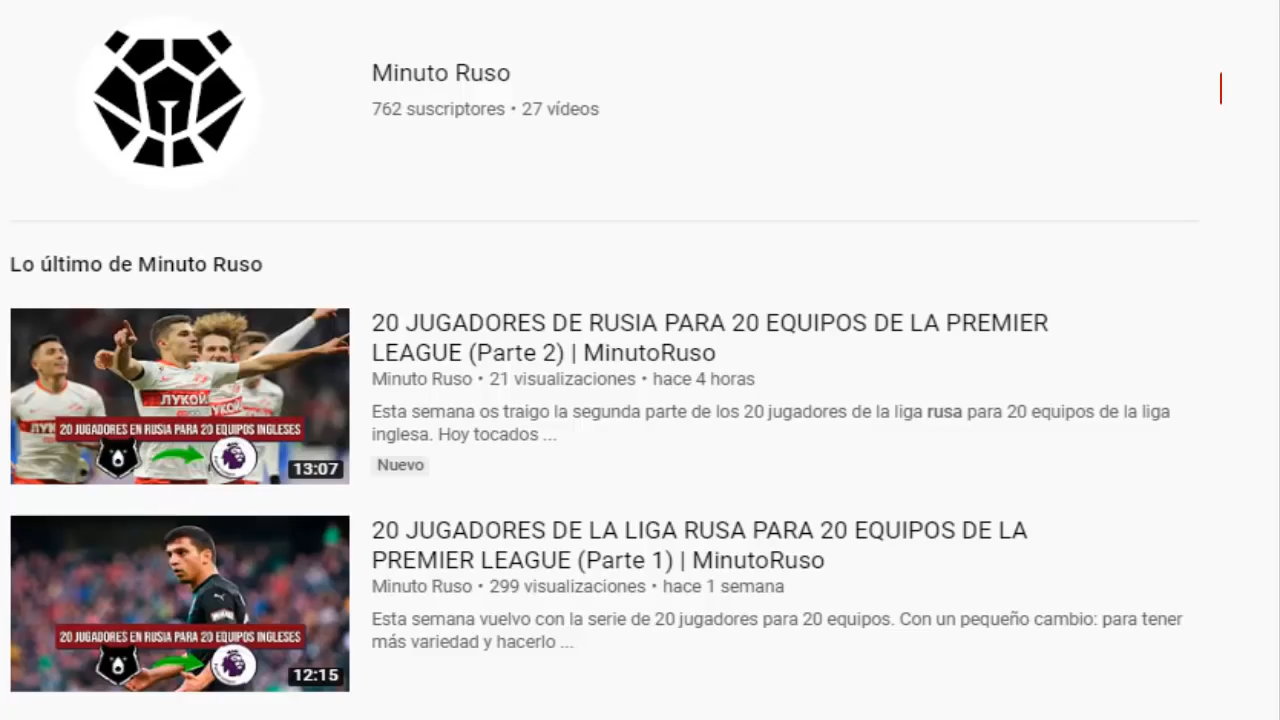 Minuto Ruso
762 suscriptores • 27 vídeos
Lo último de Minuto Ruso
ЛУКОЙЛ
20 JUGADORES EN RUSIA PARA 20 EQUIPOS INGLESES
13:07
20 JUGADORES DE RUSIA PARA 20 EQUIPOS DE LA PREMIER
LEAGUE (Parte 2) | MinutoRuso
Minuto Ruso • 21 visualizaciones • hace 4 horas
Esta semana os traigo la segunda parte de los 20 jugadores de la liga rusa para 20 equipos de la liga
inglesa. Hoy tocados ...
Nuevo
20 JUGADORES EN RUSIA PARA 20 EQUIPOS INGLESES
12:15
20 JUGADORES DE LA LIGA RUSA PARA 20 EQUIPOS DE LA
PREMIER LEAGUE (Parte 1) | MinutoRuso
Minuto Ruso • 299 visualizaciones • hace 1 semana
Esta semana vuelvo con la serie de 20 jugadores para 20 equipos. Con un pequeño cambio: para tener
más variedad y hacerlo ...